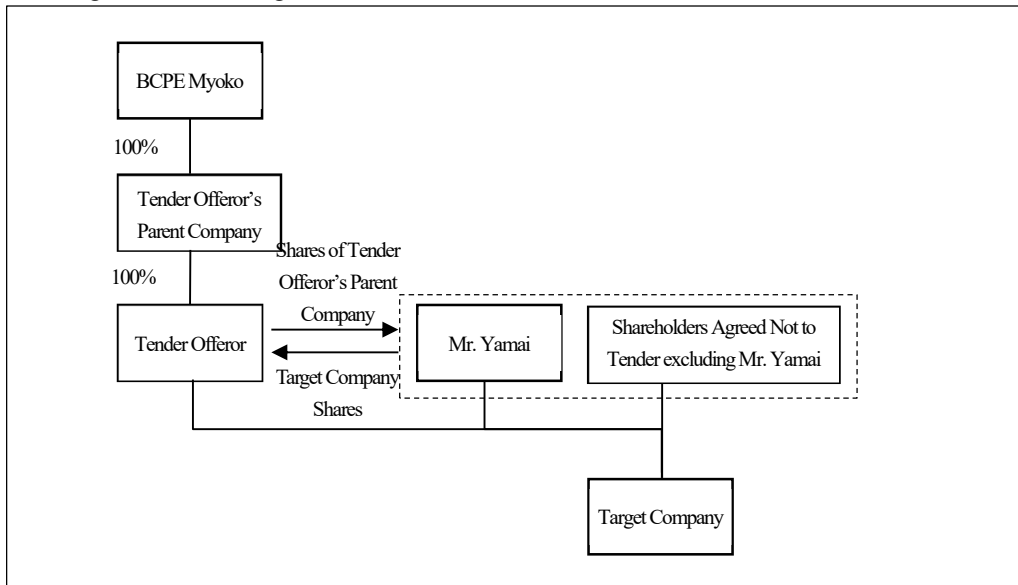 BCPE Myoko
100%
Tender Offeror’s
Parent Company
100%
Shares of Tender
Offeror’s Parent
Company
Tender Offeror
Mr. Yamai
Shareholders Agreed Not to
Tender excluding Mr. Yamai
Target Company
Shares
Target Company